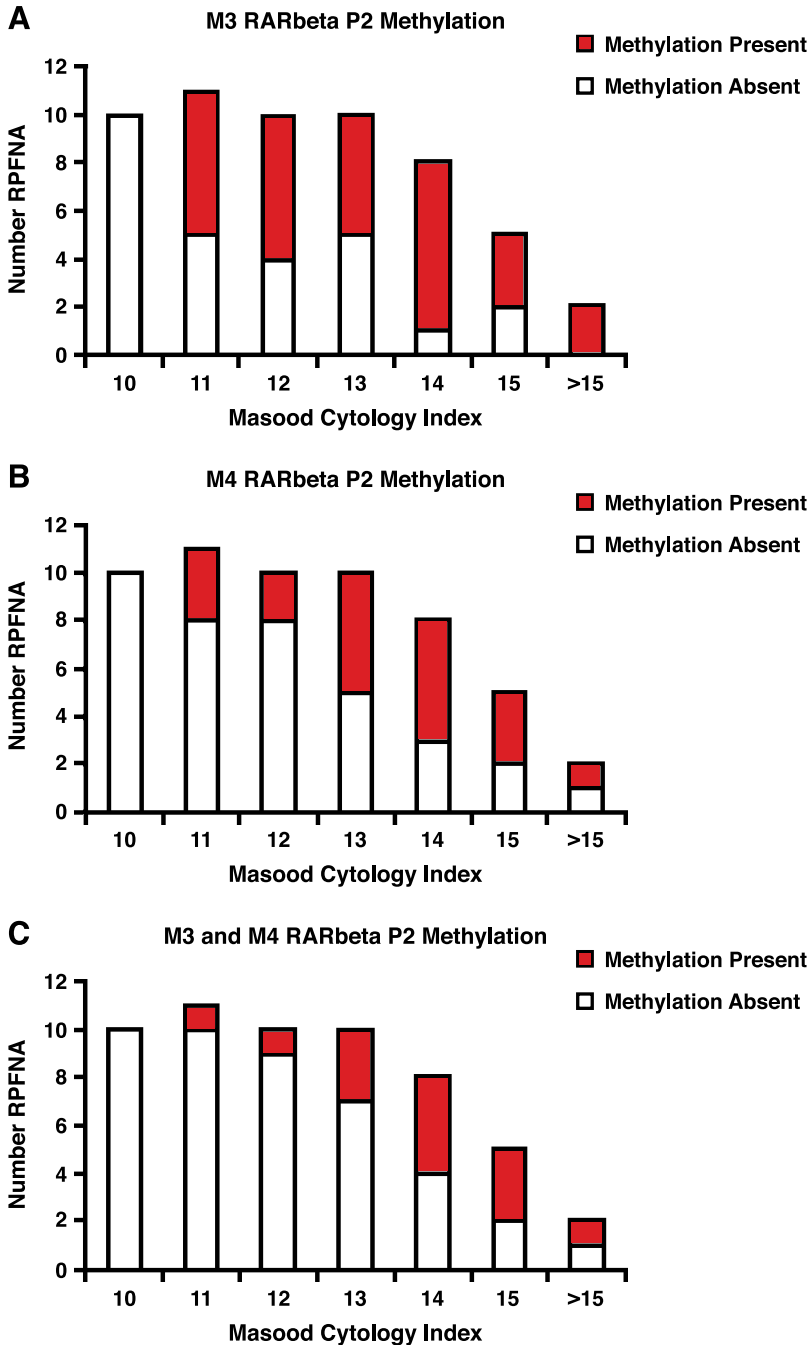 A
M3 RARbeta P2 Methylation
Methylation Present
Methylation Absent
12
10
8
6
4
2
0
Number RPFNA
10 11 12 13 14 15 >15
Masood Cytology Index
B
M4 RARbeta P2 Methylation
Methylation Present
Methylation Absent
12
10
8
6
4
2
0
Number RPFNA
10 11 12 13 14 15 >15
Masood Cytology Index
C
M3 and M4 RARbeta P2 Methylation
Methylation Present
Methylation Absent
12
10
8
6
4
2
0
Number RPFNA
10 11 12 13 14 15 >15
Masood Cytology Index